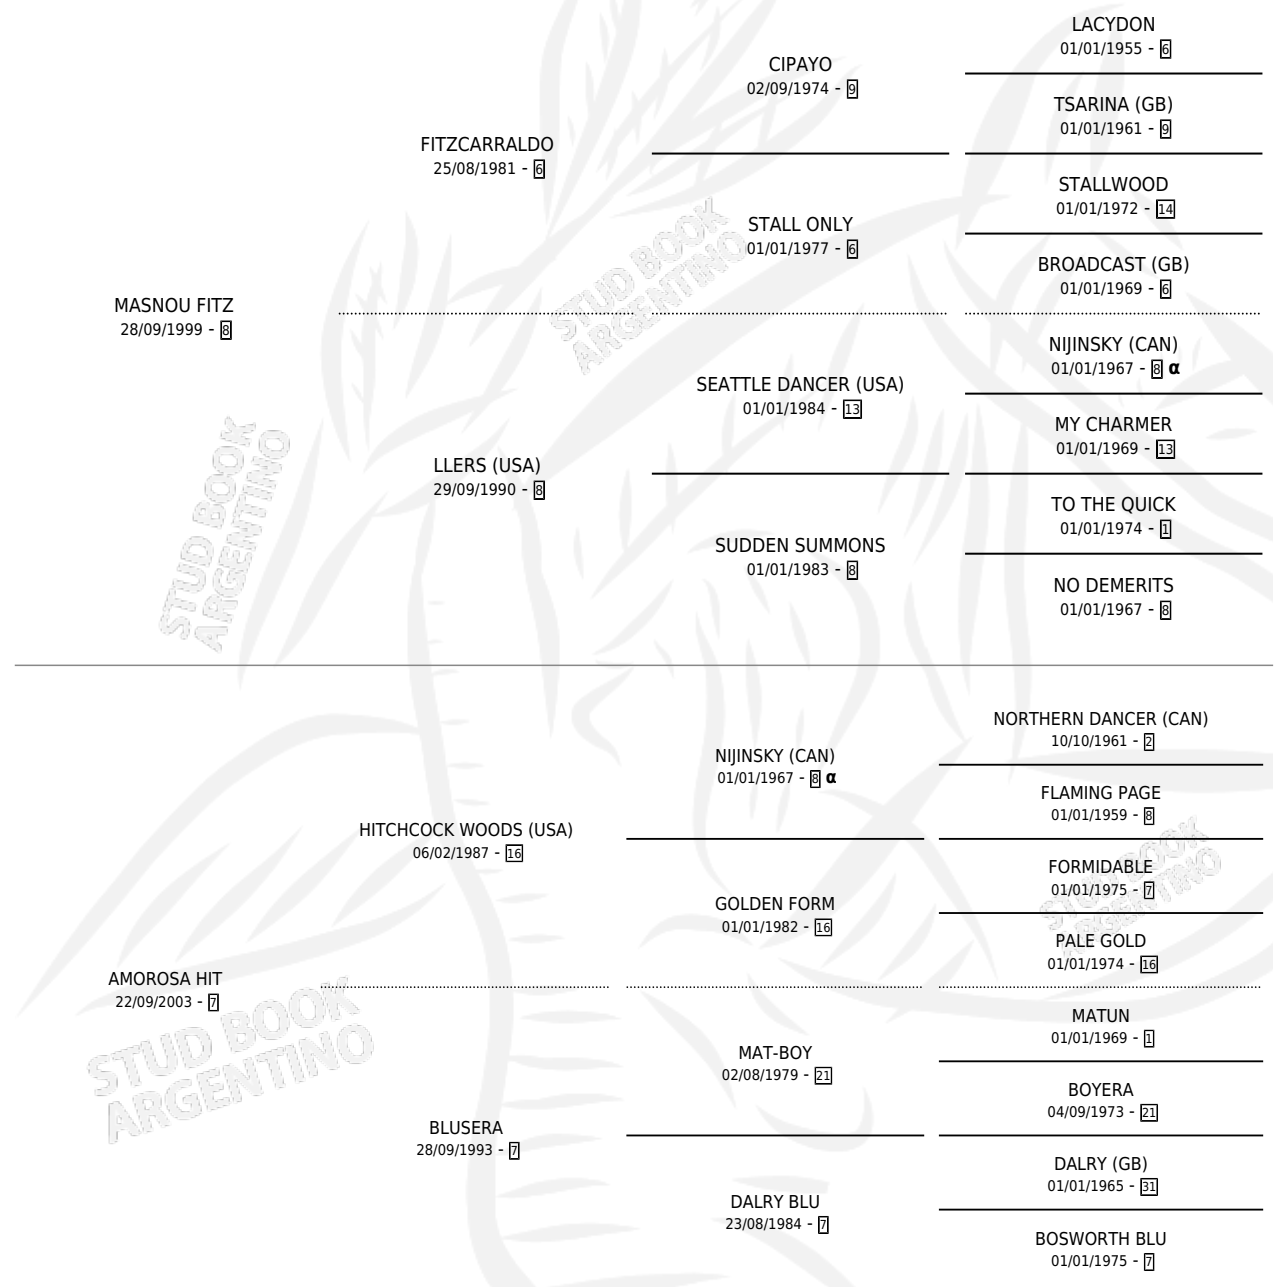 LACYDON
01/01/1955 - 6
CIPAYO
02/09/1974 - 9
TSARINA (GB)
01/01/1961 - 9
FITZCARRALDO
25/08/1981 - 6
STALLWOOD
01/01/1972 - 14
STALL ONLY
01/01/1977 - 6
BROADCAST (GB)
01/01/1969 - 6
MASNOU FITZ
28/09/1999 - 8
NIJINSKY (CAN)
01/01/1967 - 8 α
SEATTLE DANCER (USA)
01/01/1984 - 13
MY CHARMER
01/01/1969 - 13
LLERS (USA)
29/09/1990 - 8
TO THE QUICK
01/01/1974 - 1
SUDDEN SUMMONS
01/01/1983 - 8
NO DEMERITS
01/01/1967 - 8
NORTHERN DANCER (CAN)
10/10/1961 - 2
NIJINSKY (CAN)
01/01/1967 - 8 α
FLAMING PAGE
01/01/1959 - 8
HITCHCOCK WOODS (USA)
06/02/1987 - 16
FORMIDABLE
01/01/1975 - 7
GOLDEN FORM
01/01/1982 - 16
PALE GOLD
01/01/1974 - 16
AMOROSA HIT
22/09/2003 - 7
MATUN
01/01/1969 - 1
MAT-BOY
02/08/1979 - 21
BOYERA
04/09/1973 - 21
BLUSERA
28/09/1993 - 7
DALRY (GB)
01/01/1965 - 31
DALRY BLU
23/08/1984 - 7
BOSWORTH BLU
01/01/1975 - 7
STUD BOOK
ARGENTINO
STUD BOOK
ARGENTINO
STUD BOOK
ARGENTINO
STUD BOOK
ARGENTINO